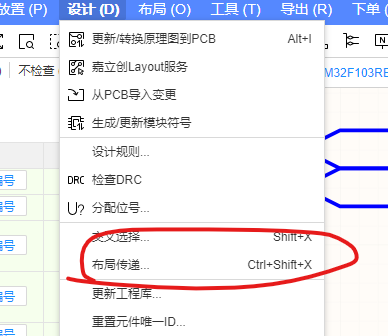 放置 (P)
设计 (D)
布局 (O)
工具 (T)
导出 (R)
下单
更新/转换原理图到PCB Alt+I
嘉立创Layout服务
从PCB导入变更
生成/更新模块符号
设计规则...
DRC 检查DRC
U? 分配位号...
交叉选择... Shift+X
布局传递... Ctrl+Shift+X
更新工程库...
重置元件唯一ID...
不检查
M32F103RE
N
编号
编号
编号
编号
编号